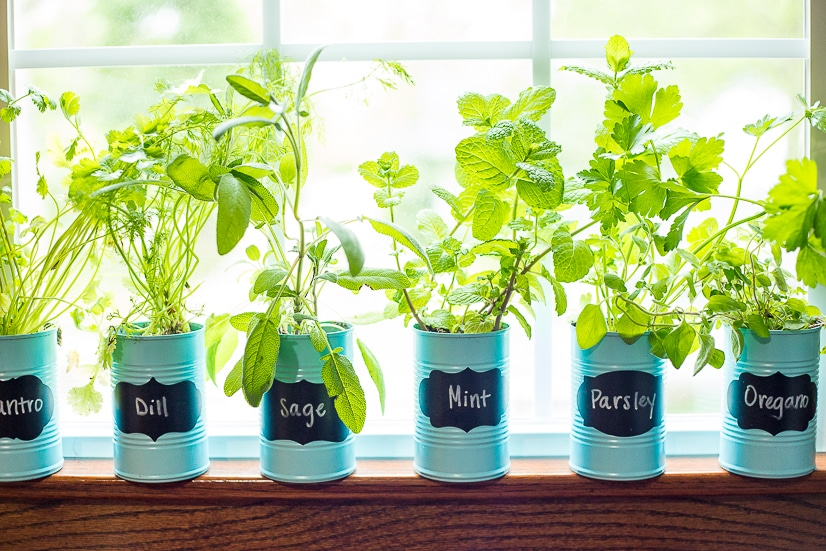 antro
Dill
Sage
Mint
Parsley
Oregano